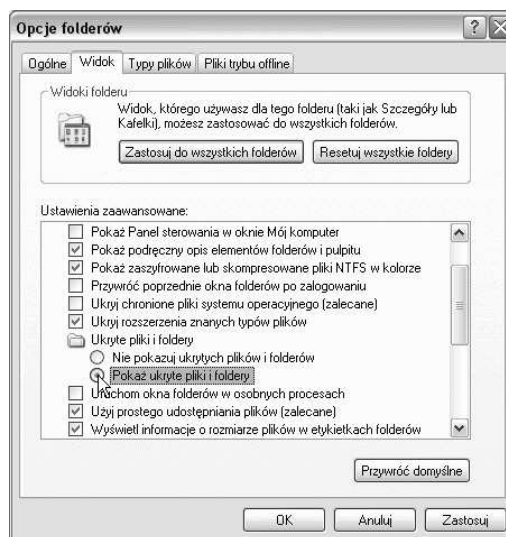 Opcje folderów
Ogólne Widok Typy plików Pliki trybu offline
Widoki folderu
Widok, którego używasz dla tego folderu (taki jak Szczegóły lub
Kafelki), możesz zastosować do wszystkich folderów.
Zastosuj do wszystkich folderów Resetuj wszystkie foldery
Ustawienia zaawansowane:
Pokaż Panel sterowania w oknie Mój komputer
Pokaż podręczny opis elementów folderów i pulpitu
Pokaż zaszyfrowane lub skompresowane pliki NTFS w kolorze
Przywróć poprzednie okna folderów po zalogowaniu
Ukryj chronione pliki systemu operacyjnego (zalecane)
Ukryj rozszerzenia znanych typów plików
Ukryte pliki i foldery
Nie pokazuj ukrytych plików i folderów
Pokaż ukryte pliki i foldery
Uruchom okna folderów w osobnych procesach
Użyj prostego udostępniania plików (zalecane)
Wyświetl informacje o rozmiarze plików w etykietkach folderów
Przywróć domyślne
OK Anuluj Zastosuj